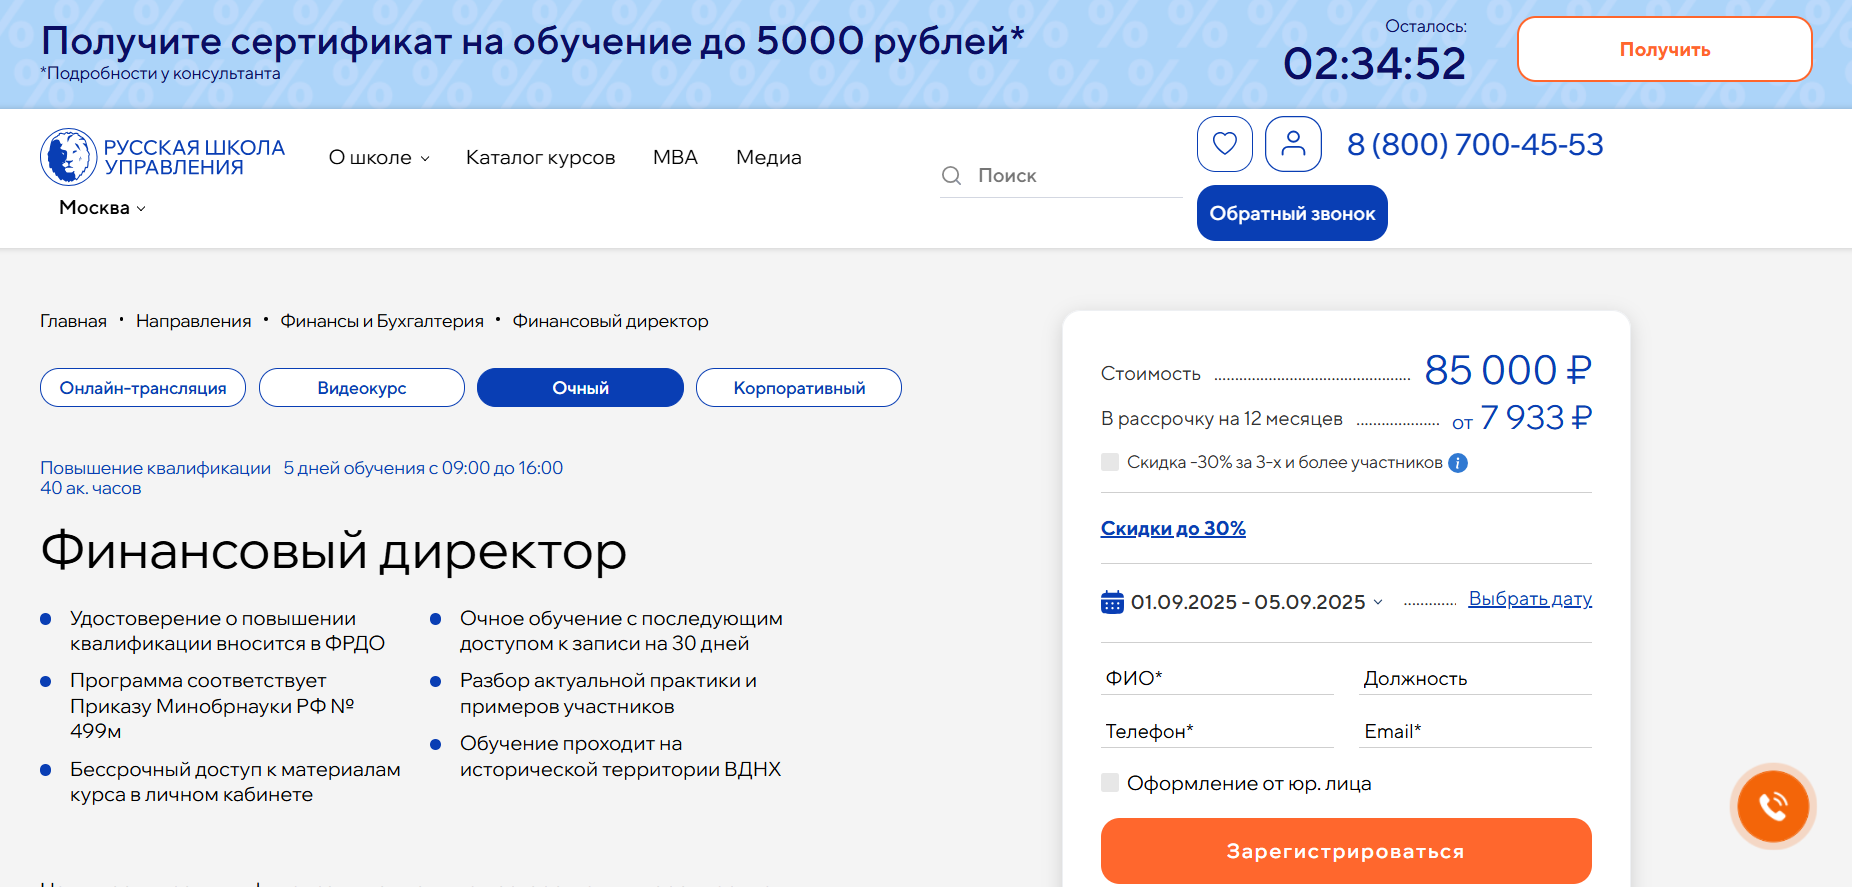 Получите сертификат на обучение до 5000 рублей*
*Подробности у консультанта
Осталось:
02:34:52
Получить
РУССКАЯ ШКОЛА
УПРАВЛЕНИЯ
О школе
Каталог курсов
MBA
Медиа
Поиск
8 (800) 700-45-53
Обратный звонок
Москва
Главная • Направления • Финансы и Бухгалтерия • Финансовый директор
Онлайн-трансляция
Видеокурс
Очный
Корпоративный
Повышение квалификации 5 дней обучения с 09:00 до 16:00
40 ак. часов
Финансовый директор
Удостоверение о повышении
квалификации вносится в ФРДО
Программа соответствует
Приказу Минобрнауки РФ №
499м
Бессрочный доступ к материалам
курса в личном кабинете
Очное обучение с последующим
доступом к записи на 30 дней
Разбор актуальной практики и
примеров участников
Обучение проходит на
исторической территории ВДНХ
Стоимость 85 000 ₽
В рассрочку на 12 месяцев от 7 933 ₽
Скидка -30% за 3-х и более участников i
Скидки до 30%
01.09.2025 - 05.09.2025 Выбрать дату
ФИО* Должность
Телефон* Email*
Оформление от юр. лица
Зарегистрироваться